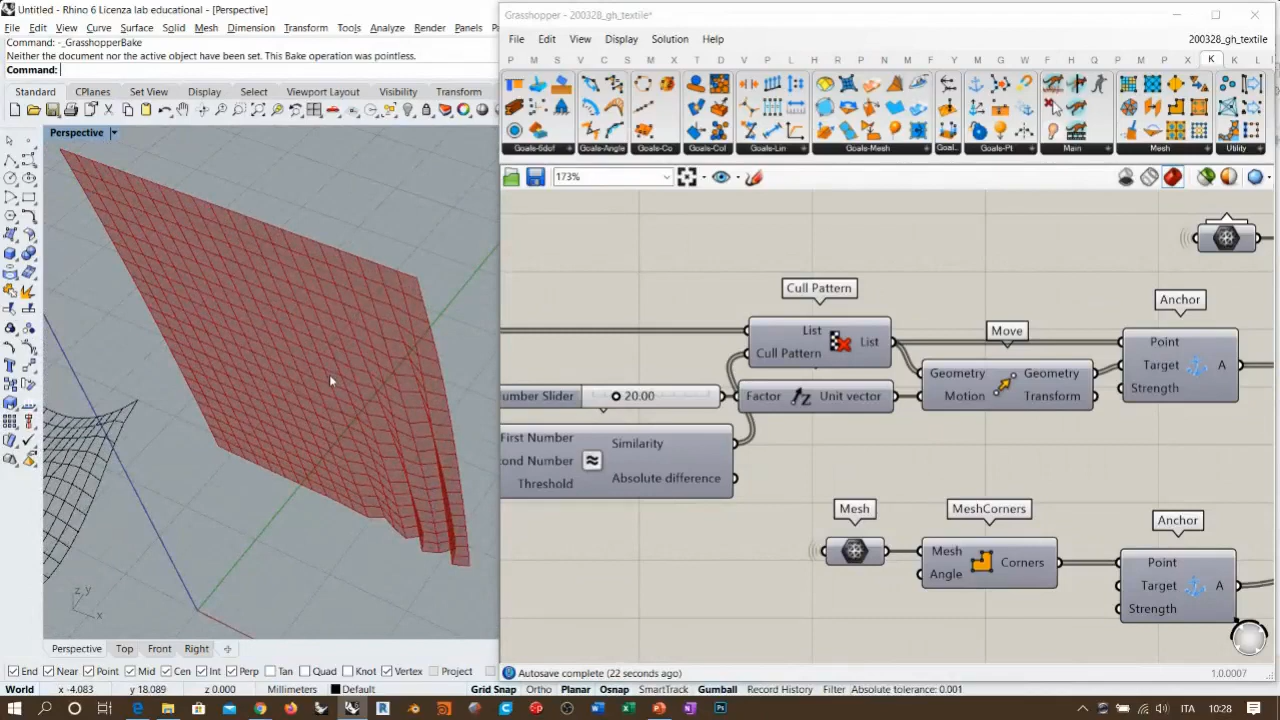 Untitled - Rhino 6 Licenza lab educational - [Perspective]
File Edit View Curve Surface Solid Mesh Dimension Transform Tools Analyze Render Panels
Command: -_GrasshopperBake
Neither the document nor the active object have been set. This Bake operation was pointless.
Command:
Standard CPlanes Set View Display Select Viewport Layout Visibility Transform
Perspective
z y
x
Perspective Top Front Right
End Near Point Mid Cen Int Perp Tan Quad Knot Vertex Project
World x -4.083 y 18.089 z 0.000 Millimeters Default Grid Snap Ortho Planar Osnap SmartTrack Gumball Record History Filter Absolute tolerance: 0.001
Grasshopper - 200328_gh_textile*
File Edit View Display Solution Help
200328_gh_textile*
P M S V C S M I T D W V B L F H R P S N M E P A B F H L P K K L
Goals-6dof Goals-Angle Goals-Co Goals-Col Goals-Lin Goals-Mesh Goal.. Goals-Pt Main Mesh Utility
173%
Cull Pattern
List
Cull Pattern
List
Move
Geometry
Motion
Geometry
Transform
Anchor
Point
Target
Strength
A
umber Slider
20.00
Factor
Unit vector
First Number
ond Number
Threshold
Similarity
Absolute difference
Mesh
MeshCorners
Mesh
Angle
Corners
Anchor
Point
Target
Strength
A
Autosave complete (22 seconds ago)
1.0.0007
ITA
10:28